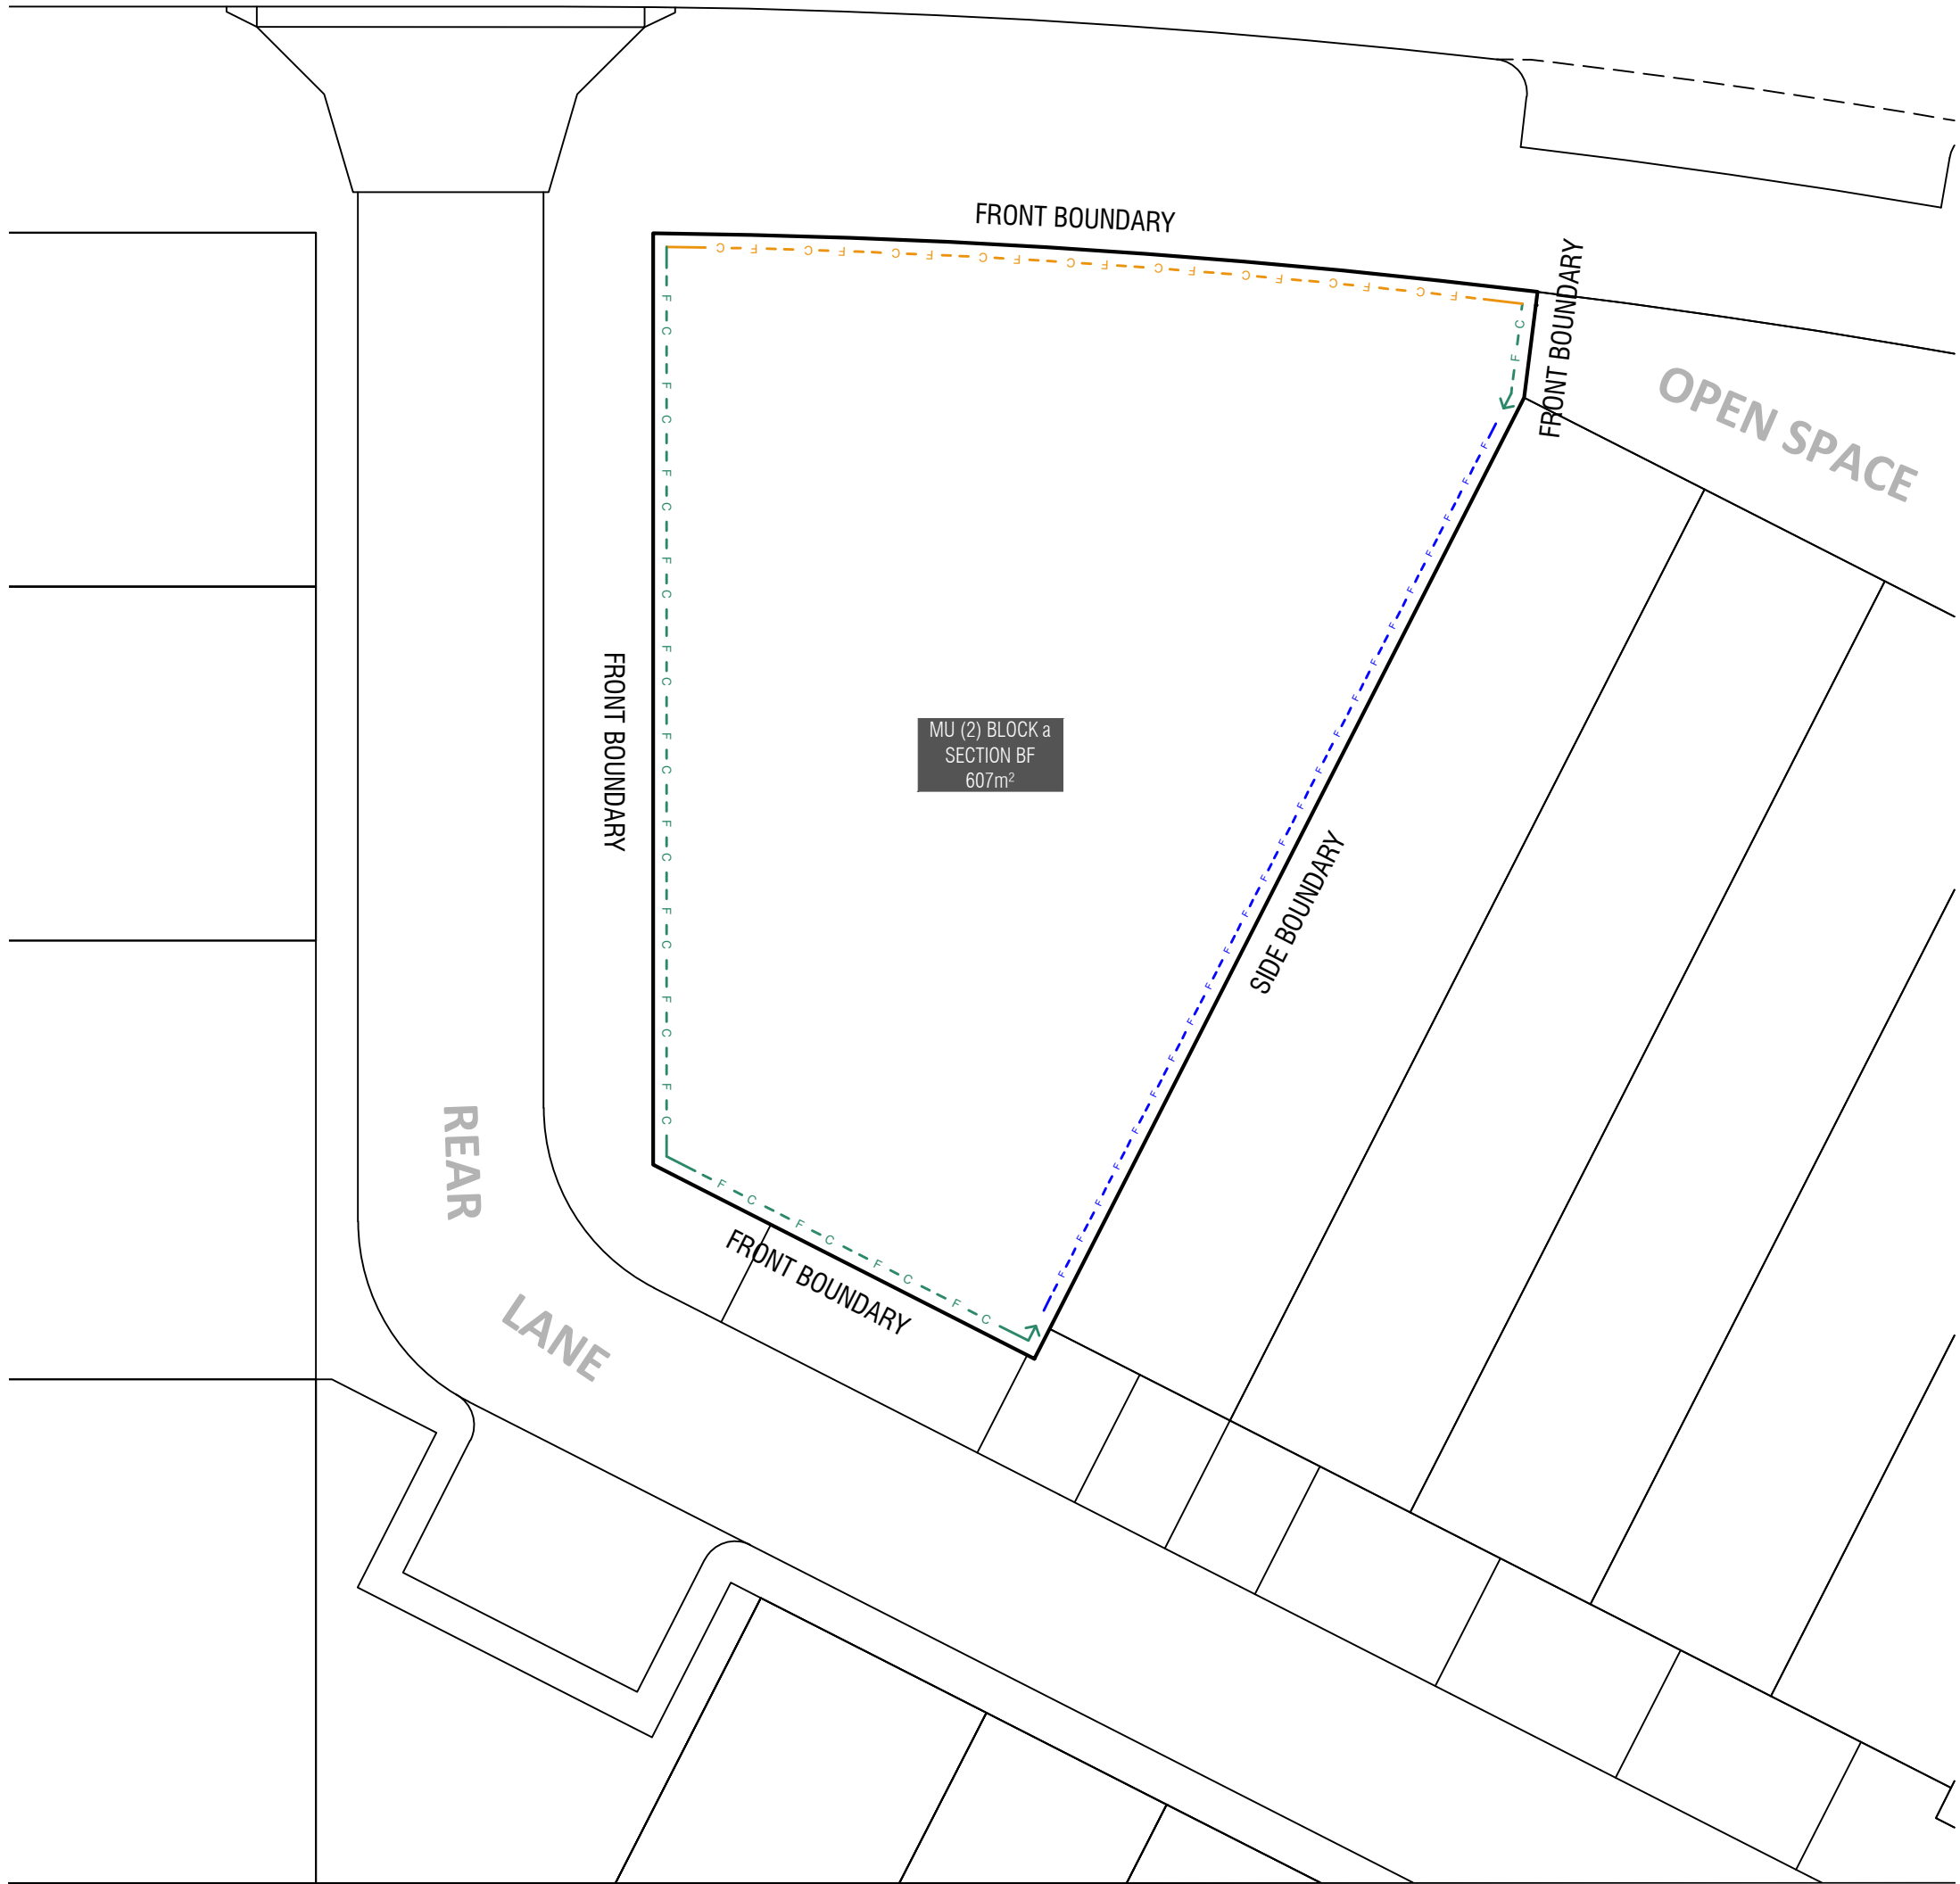 FRONT BOUNDARY
FRONT BOUNDARY
OPEN SPACE
FRONT BOUNDARY
MU (2) BLOCK a
SECTION BF
607m²
SIDE BOUNDARY
REAR
LANE
FRONT BOUNDARY